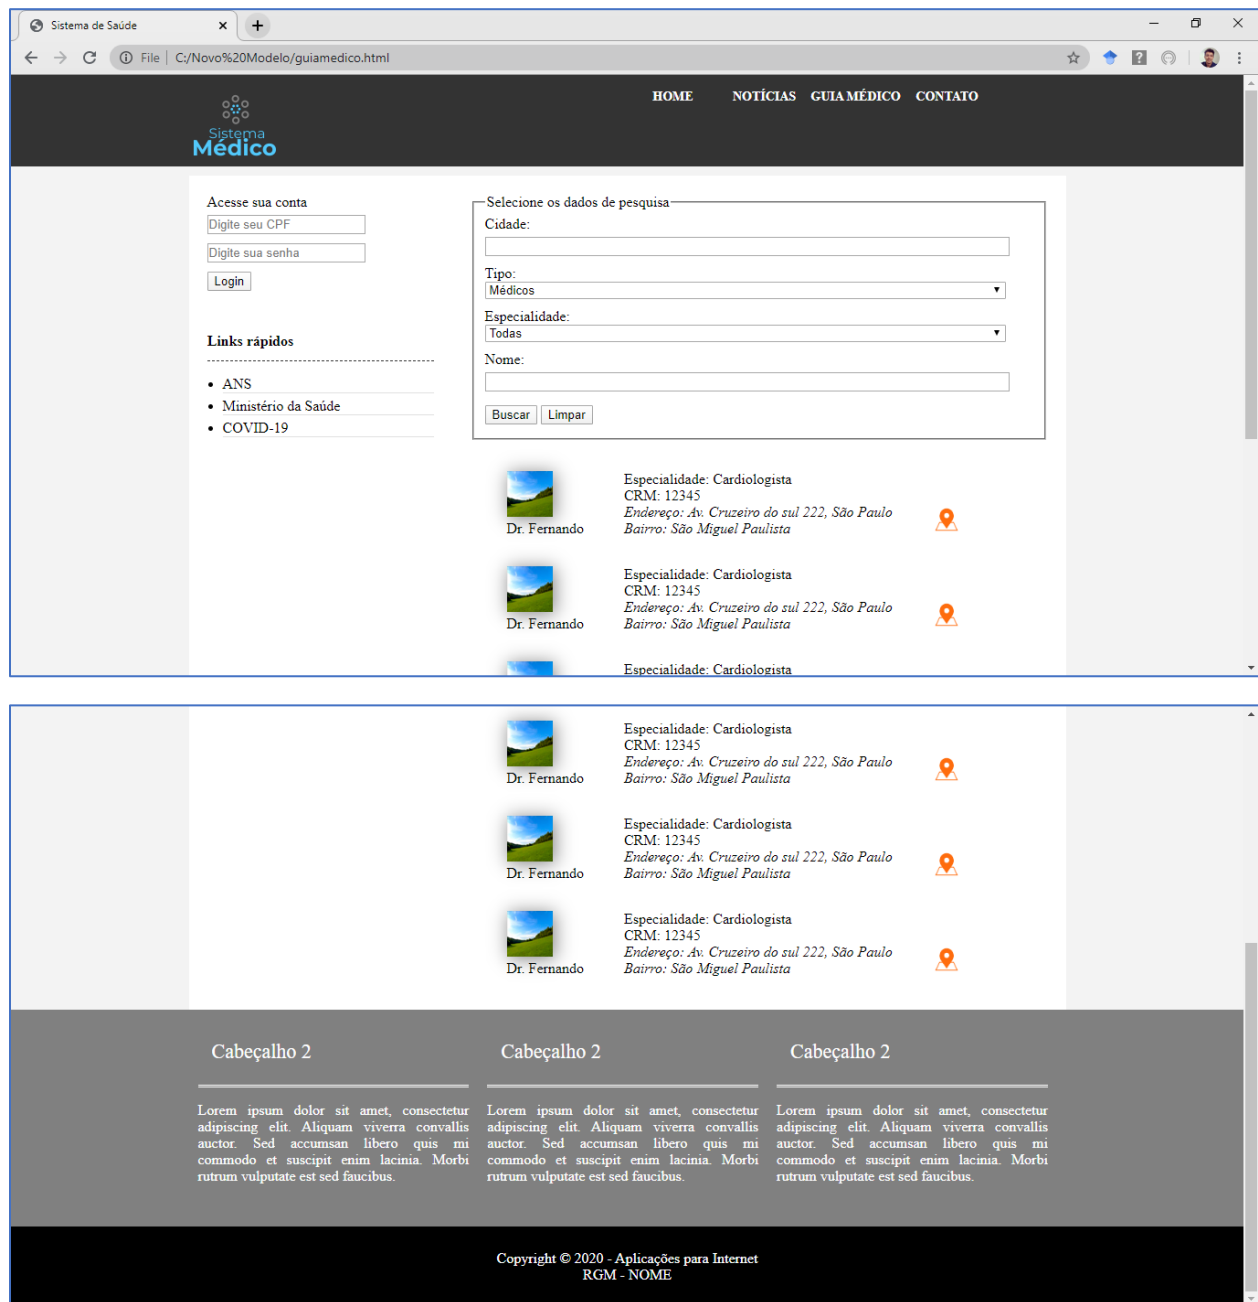 Sistema de Saúde
File | C:/Novo%20Modelo/guiamedico.html
Sistema
Médico
HOME NOTÍCIAS GUIA MÉDICO CONTATO
Acesse sua conta
Digite seu CPF
Digite sua senha
Login
Links rápidos
ANS
Ministério da Saúde
COVID-19
Selecione os dados de pesquisa
Cidade:
Tipo:
Médicos
Especialidade:
Todas
Nome:
Buscar Limpar
Dr. Fernando
Especialidade: Cardiologista
CRM: 12345
Endereço: Av. Cruzeiro do sul 222, São Paulo
Bairro: São Miguel Paulista
Dr. Fernando
Especialidade: Cardiologista
CRM: 12345
Endereço: Av. Cruzeiro do sul 222, São Paulo
Bairro: São Miguel Paulista
Especialidade: Cardiologista
Dr. Fernando
Especialidade: Cardiologista
CRM: 12345
Endereço: Av. Cruzeiro do sul 222, São Paulo
Bairro: São Miguel Paulista
Dr. Fernando
Especialidade: Cardiologista
CRM: 12345
Endereço: Av. Cruzeiro do sul 222, São Paulo
Bairro: São Miguel Paulista
Dr. Fernando
Especialidade: Cardiologista
CRM: 12345
Endereço: Av. Cruzeiro do sul 222, São Paulo
Bairro: São Miguel Paulista
Cabeçalho 2
Lorem ipsum dolor sit amet, consectetur
adipiscing elit. Aliquam viverra convallis
auctor. Sed accumsan libero quis mi
commodo et suscipit enim lacinia. Morbi
rutrum vulputate est sed faucibus.
Cabeçalho 2
Lorem ipsum dolor sit amet, consectetur
adipiscing elit. Aliquam viverra convallis
auctor. Sed accumsan libero quis mi
commodo et suscipit enim lacinia. Morbi
rutrum vulputate est sed faucibus.
Cabeçalho 2
Lorem ipsum dolor sit amet, consectetur
adipiscing elit. Aliquam viverra convallis
auctor. Sed accumsan libero quis mi
commodo et suscipit enim lacinia. Morbi
rutrum vulputate est sed faucibus.
Copyright © 2020 - Aplicações para Internet
RGM - NOME